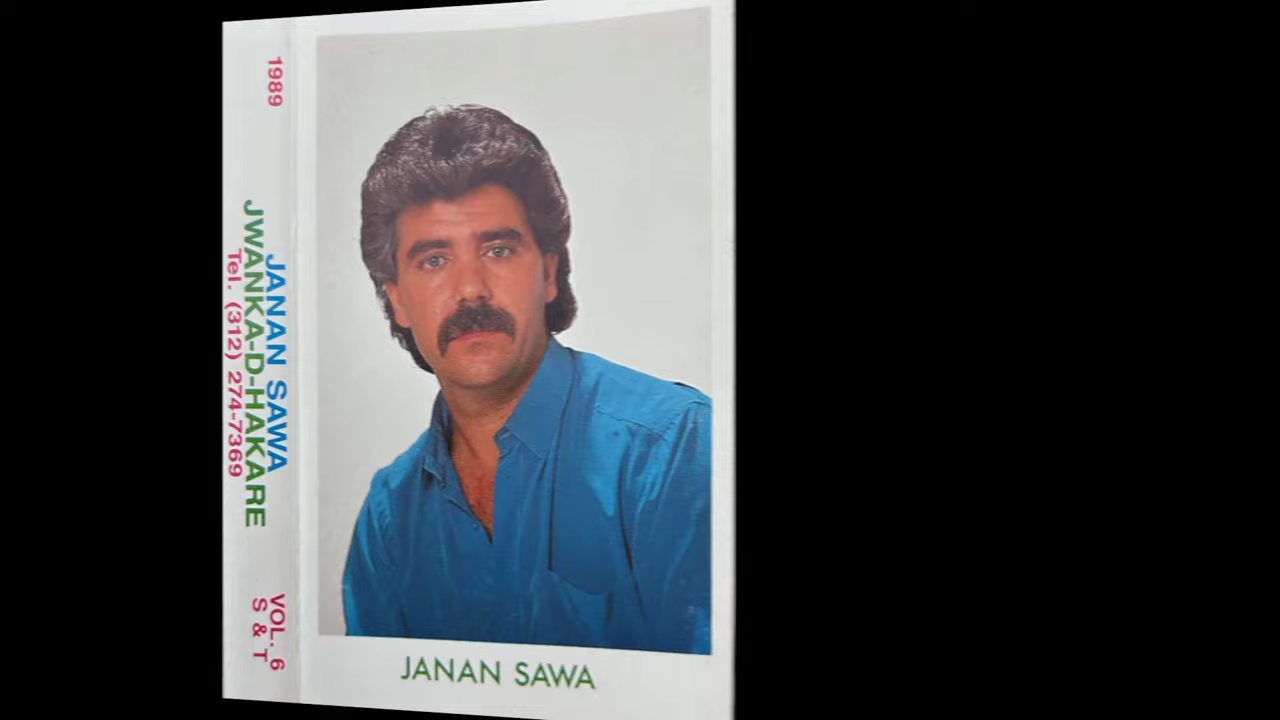 1989
JANAN SAWA
JWANKA-D-HAKARE
Tel. (312) 274-7369
VOL. 6
S & T
JANAN SAWA